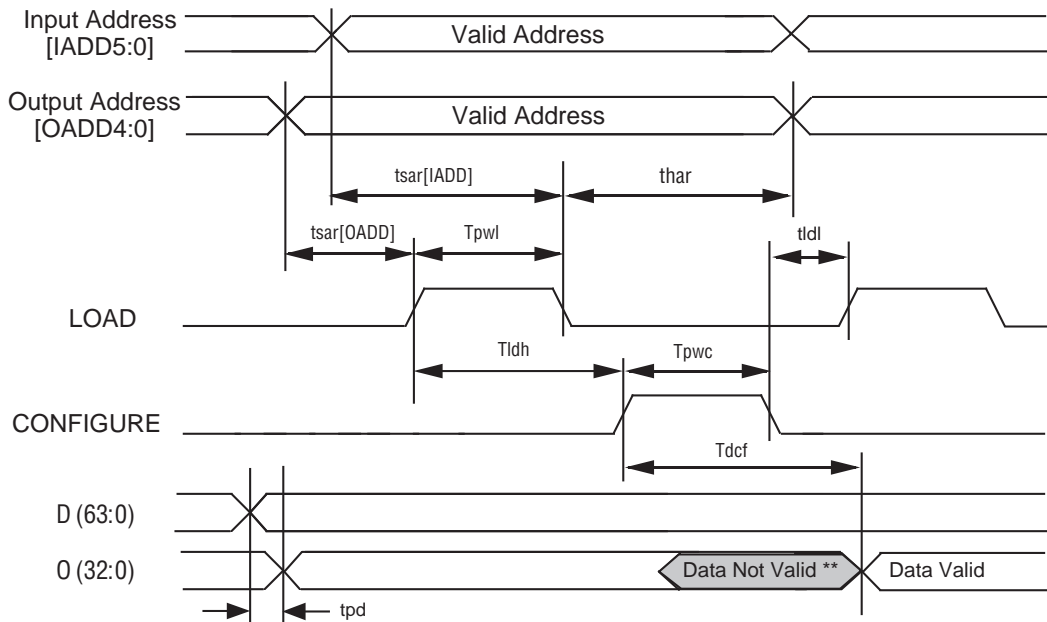 Input Address
[IADD5:0]
Valid Address
Output Address
[OADD4:0]
Valid Address
tsar[IADD]
thar
tsar[OADD]
Tpwl
tldl
LOAD
Tldh
Tpwc
CONFIGURE
Tdcf
D (63:0)
O (32:0)
Data Not Valid **
Data Valid
tpd